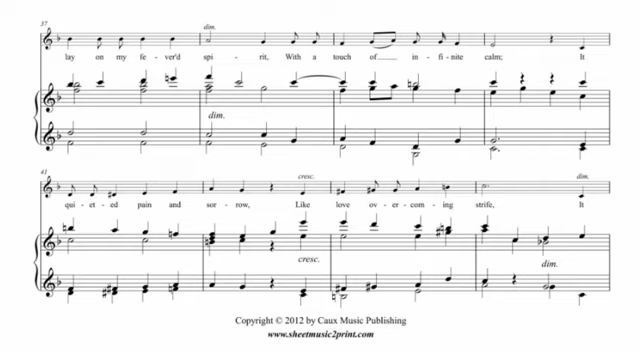 37
dim.
lay on my fever'd spi - rit, With a touch of in - fi - nite calm; It
dim.
41
cresc.
dim.
qui - et - ed pain and sor - row, Like love o - ver - com - ing strife, It
cresc.
dim.
Copyright © 2012 by Caux Music Publishing
www.sheetmusic2print.com